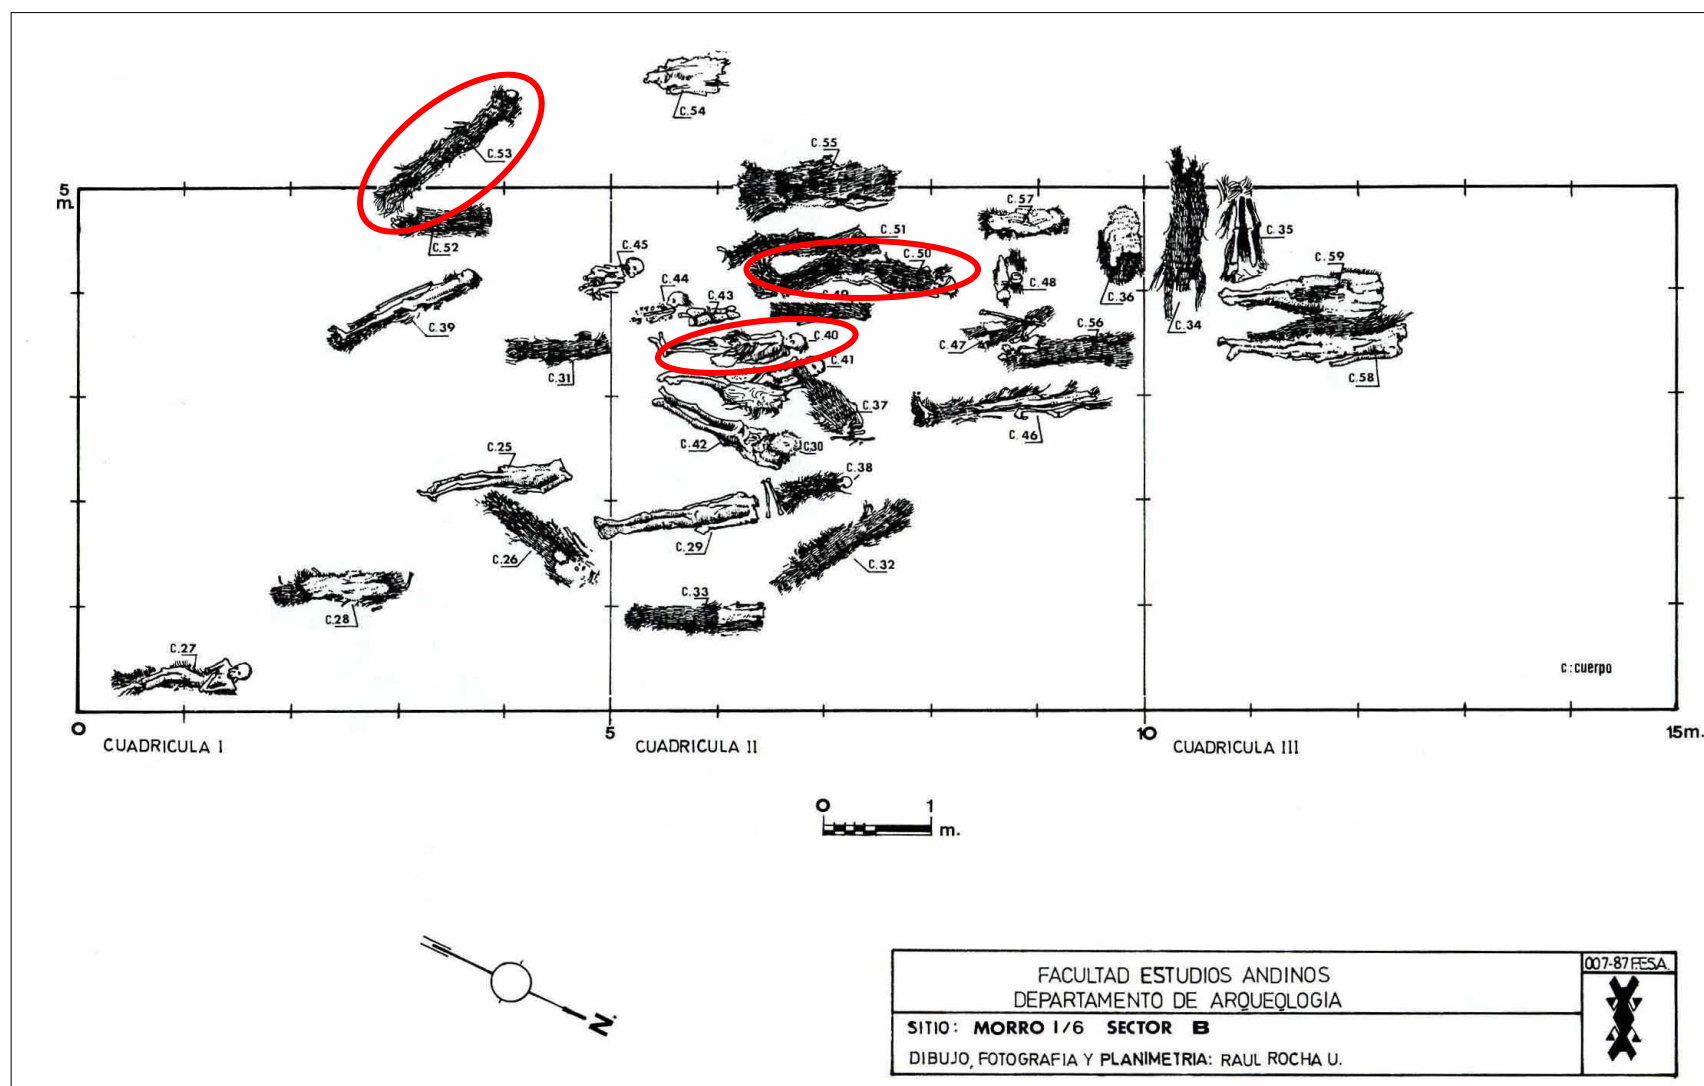 C.54
C.53
C.55
5
m.
C.57
C.52
C.51
C.35
C.45
C.50
C.59
C.44
C.48
C.36
C.43
C.49
C.34
C.39
C.40
C.56
C.47
C.41
C.31
C.58
C.37
C.46
C.42
C.30
C.25
C.38
C.26
C.29
C.32
C.33
C.28
C.27
C:cuerpo
0
5
10
15m.
CUADRICULA I
CUADRICULA II
CUADRICULA III
0 1
m.
N.
FACULTAD ESTUDIOS ANDINOS
DEPARTAMENTO DE ARQUEOLOGIA
007-87 F.E.S.A.
SITIO: MORRO 1/6 SECTOR B
DIBUJO, FOTOGRAFIA Y PLANIMETRIA: RAUL ROCHA U.